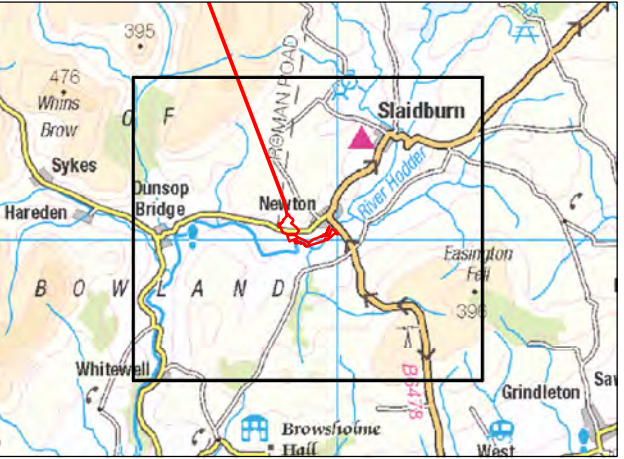 395
476
Whins
Brow
O F
ROMAN ROAD
Slaidburn
Sykes
Dunsop
Bridge
Hareden
Newton
River Hodder
Easington
Fell
B O W L A N D
396
Whitewell
B6478
Grindleton
Browsholme
Hall
West